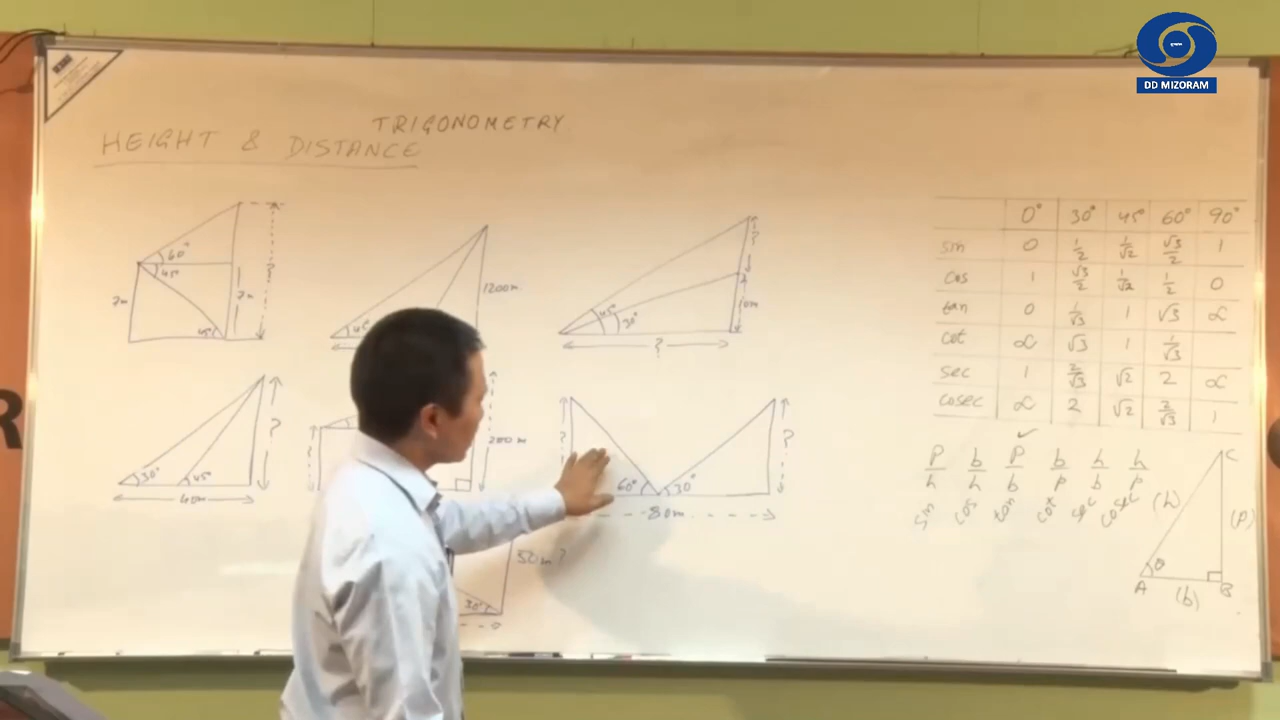 DD MIZORAM
TRIGONOMETRY
HEIGHT & DISTANCE
60°
45°
2m
2m
45°
?
45°
1200m
45°
30°
?
10m
?
30°
45°
?
40m
?
200m
?
60°
30°
?
80m
50m?
30°
0° 30° 45° 60° 90°
sin 0 1/2 1/√2 √3/2 1
cos 1 √3/2 1/√2 1/2 0
tan 0 1/√3 1 √3 α
cot α √3 1 1/√3
sec 1 2/√3 √2 2 α
cosec α 2 √2 2/√3 1
P/h b/h P/b b/P h/b h/P
sin cos tan cot sec cosec
C
(h)
(P)
θ
A
(b)
B
R